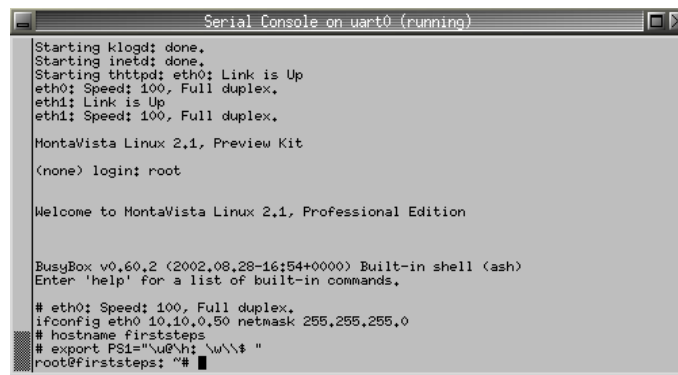 Serial Console on uart0 (running)
Starting klogd: done.
Starting inetd: done.
Starting thttpd: eth0: Link is Up
eth0: Speed: 100, Full duplex.
eth1: Link is Up
eth1: Speed: 100, Full duplex.
MontaVista Linux 2.1, Preview Kit
(none) login: root
Welcome to MontaVista Linux 2.1, Professional Edition
BusyBox v0.60.2 (2002.08.28-16:54+0000) Built-in shell (ash)
Enter 'help' for a list of built-in commands.
# eth0: Speed: 100, Full duplex.
ifconfig eth0 10.10.0.50 netmask 255.255.255.0
# hostname firststeps
# export PS1="\u@\h: \w\\$ "
root@firststeps: ~#